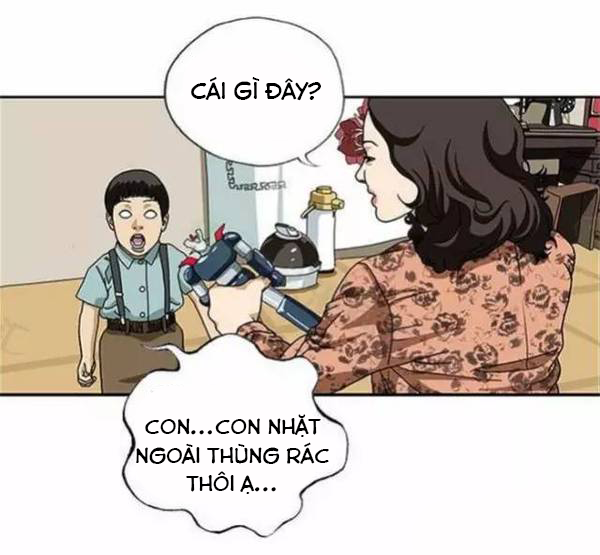 CÁI GÌ ĐÂY?
CON...CON NHẶT
NGOÀI THÙNG RÁC
THÔI Ạ...